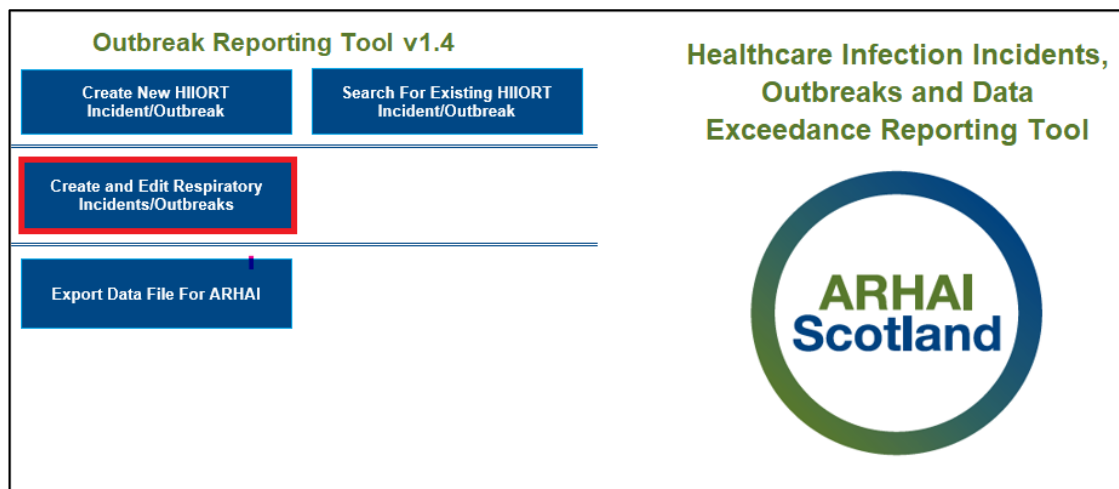 Outbreak Reporting Tool v1.4
Create New HIIORT
Incident/Outbreak
Search For Existing HIIORT
Incident/Outbreak
Create and Edit Respiratory
Incidents/Outbreaks
Export Data File For ARHAI
Healthcare Infection Incidents,
Outbreaks and Data
Exceedance Reporting Tool
ARHAI
Scotland